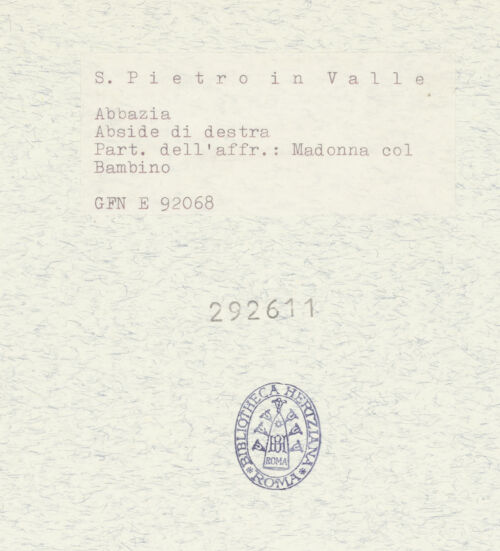 S. Pietro in Valle
Abbazia
Abside di destra
Part. dell'affr.: Madonna col
Bambino
GFN E 92068
292611
BIBLIOTHECA HERTZIANA
ROMA
ROMA